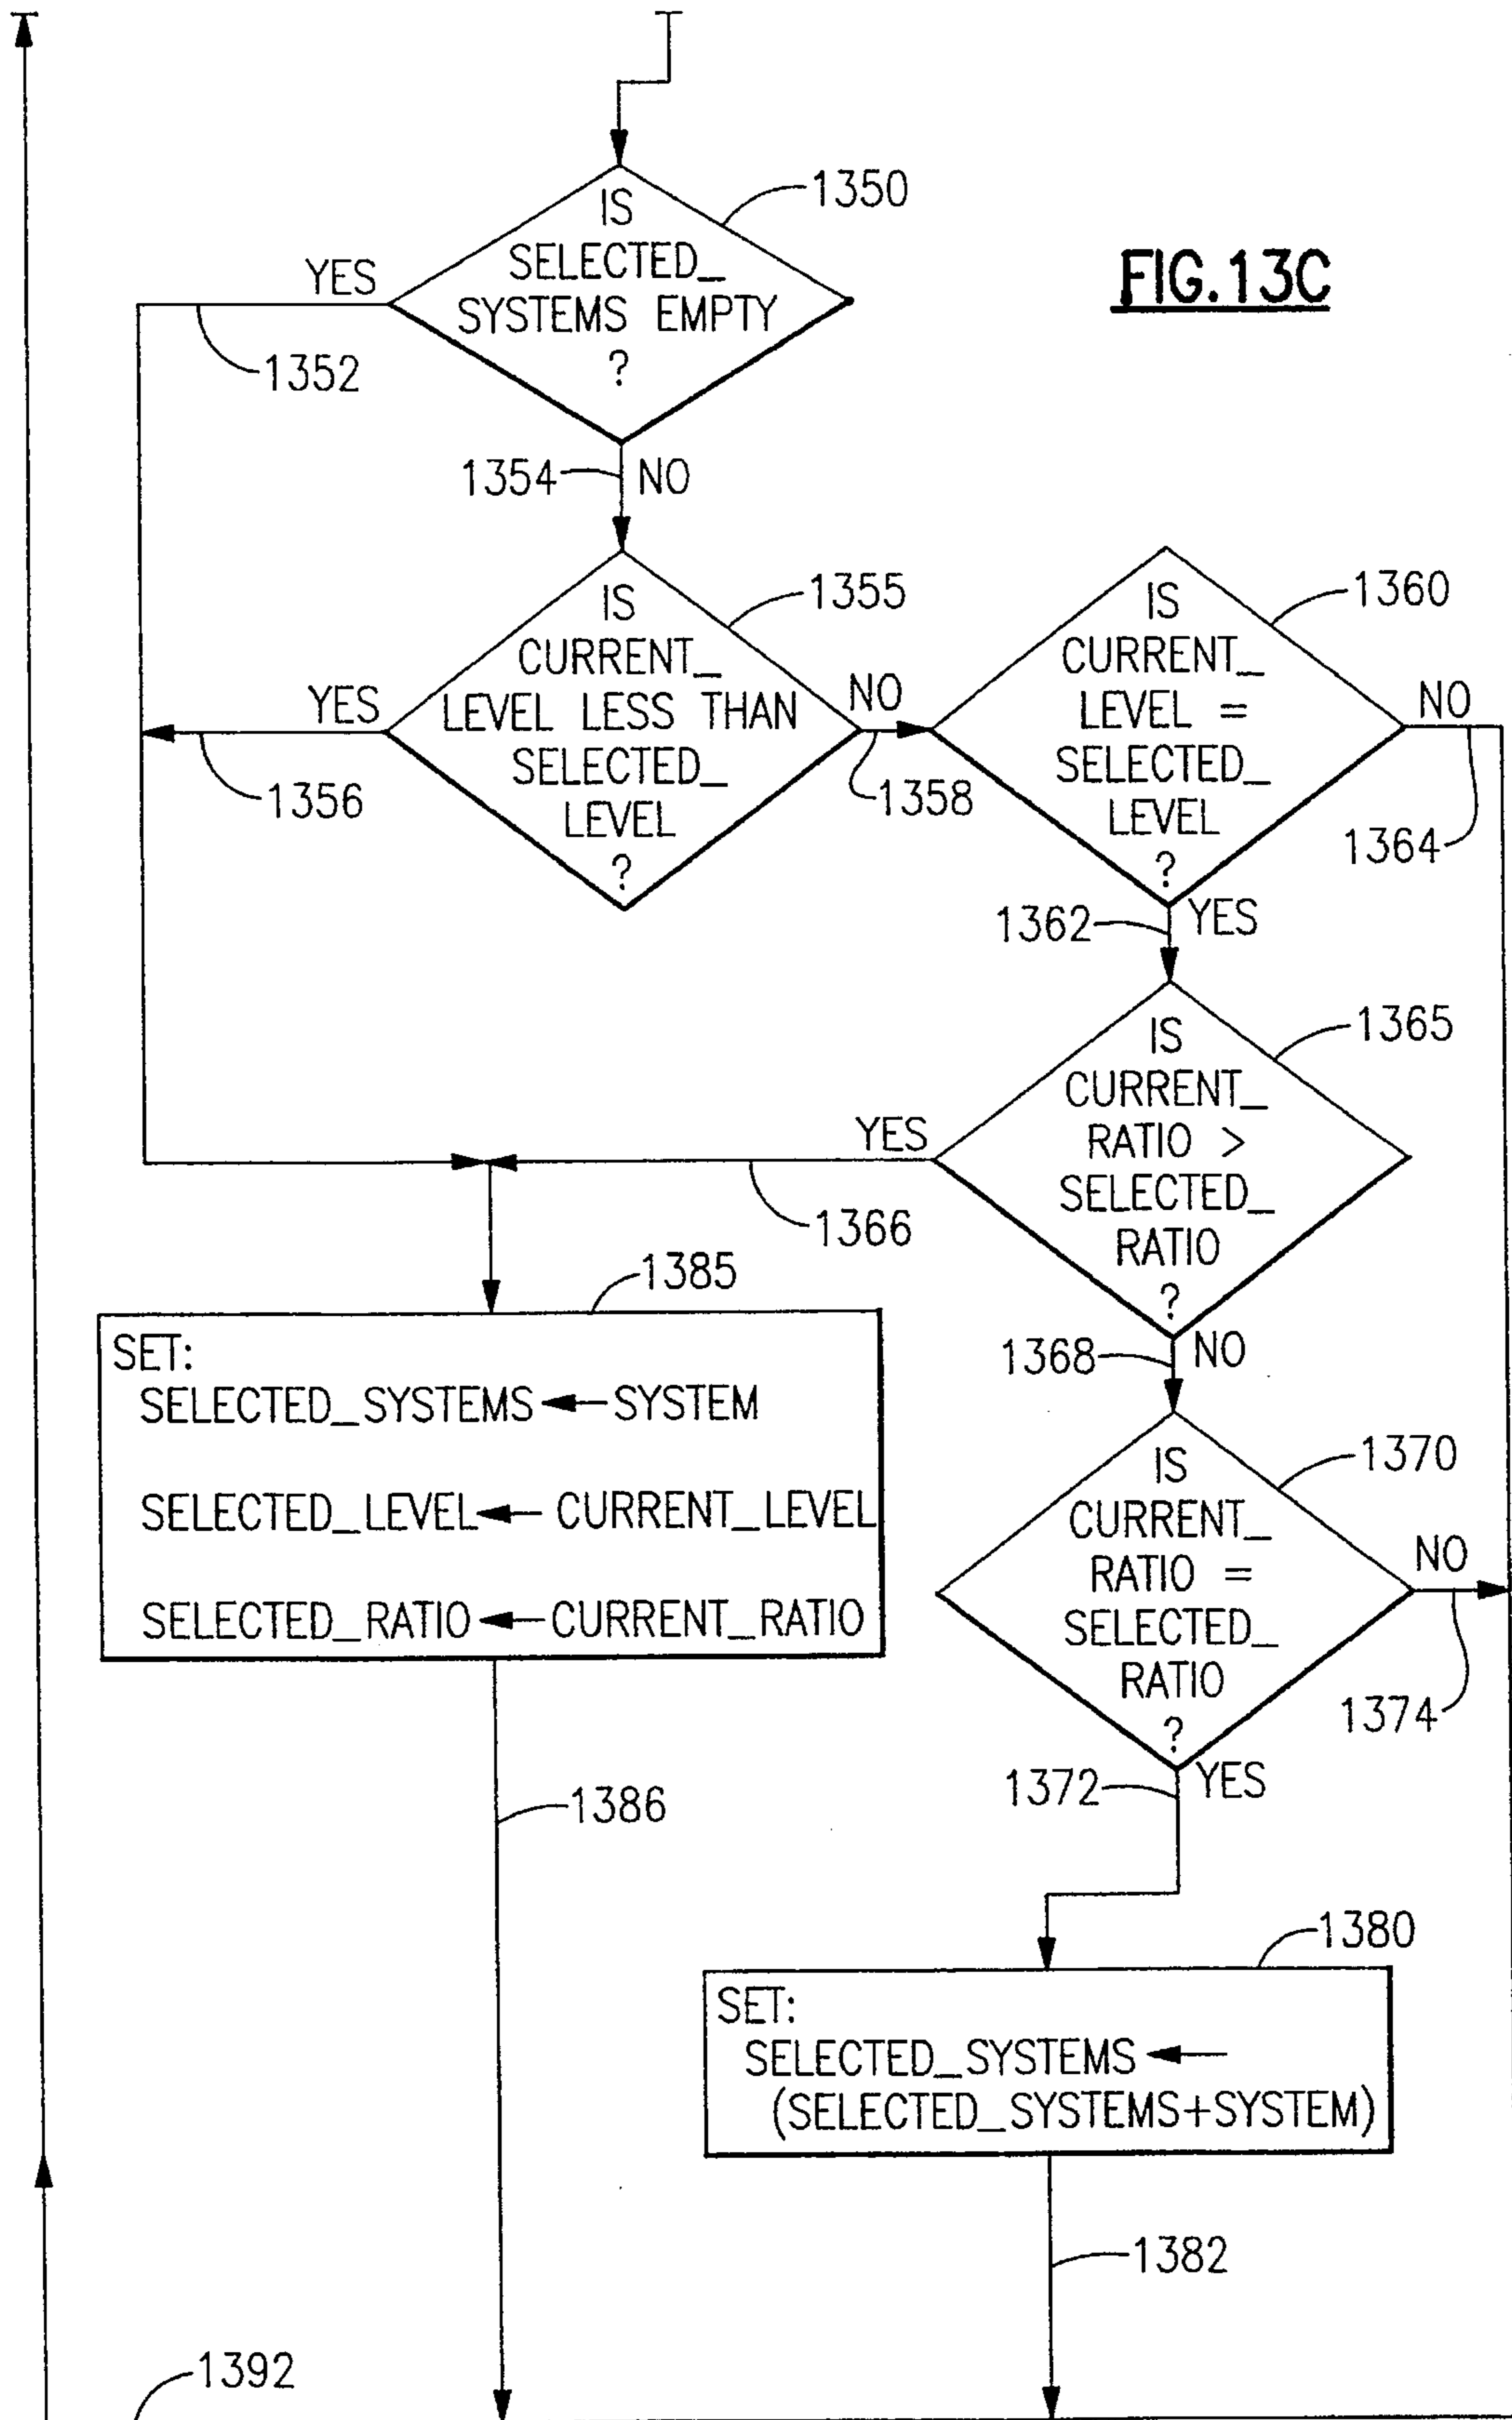 FIG.13C
IS
SELECTED_
SYSTEMS EMPTY
?
1350
YES
1352
1354
NO
IS
CURRENT_
LEVEL LESS THAN
SELECTED_
LEVEL
?
1355
YES
1356
NO
1358
IS
CURRENT_
LEVEL =
SELECTED_
LEVEL
?
1360
NO
1364
1362
YES
IS
CURRENT_
RATIO >
SELECTED_
RATIO
?
1365
YES
1366
1368
NO
1385
SET:
SELECTED_SYSTEMS ← SYSTEM
SELECTED_LEVEL ← CURRENT_LEVEL
SELECTED_RATIO ← CURRENT_RATIO
1386
IS
CURRENT_
RATIO =
SELECTED_
RATIO
?
1370
NO
1374
1372
YES
1380
SET:
SELECTED_SYSTEMS ←
(SELECTED_SYSTEMS+SYSTEM)
1382
1392